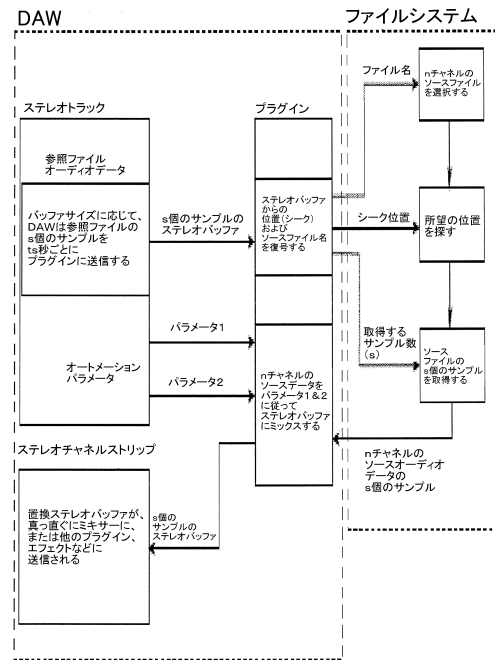 DAW
ファイルシステム
ステレオトラック
参照ファイル
オーディオデータ
バッファサイズに応じて、
DAWは参照ファイルの
s個のサンプルを
ts秒ごとに
プラグインに送信する
オートメーション
パラメータ
s個のサンプルの
ステレオバッファ
パラメータ1
パラメータ2
プラグイン
ステレオバッファ
からの
位置(シーク)
および
ソースファイル名
を復号する
nチャネルの
ソースデータを
パラメータ1&2
に従って
ステレオバッファ
にミックスする
ファイル名
シーク位置
取得する
サンプル数
(s)
nチャネルの
ソースファイル
を選択する
所望の位置
を探す
ソース
ファイルの
s個のサンプル
を取得する
nチャネルの
ソースオーディオ
データの
s個のサンプル
ステレオチャネルストリップ
置換ステレオバッファが、
真っ直ぐにミキサーに、
または他のプラグイン、
エフェクトなどに
送信される
s個の
サンプルの
ステレオバッファ